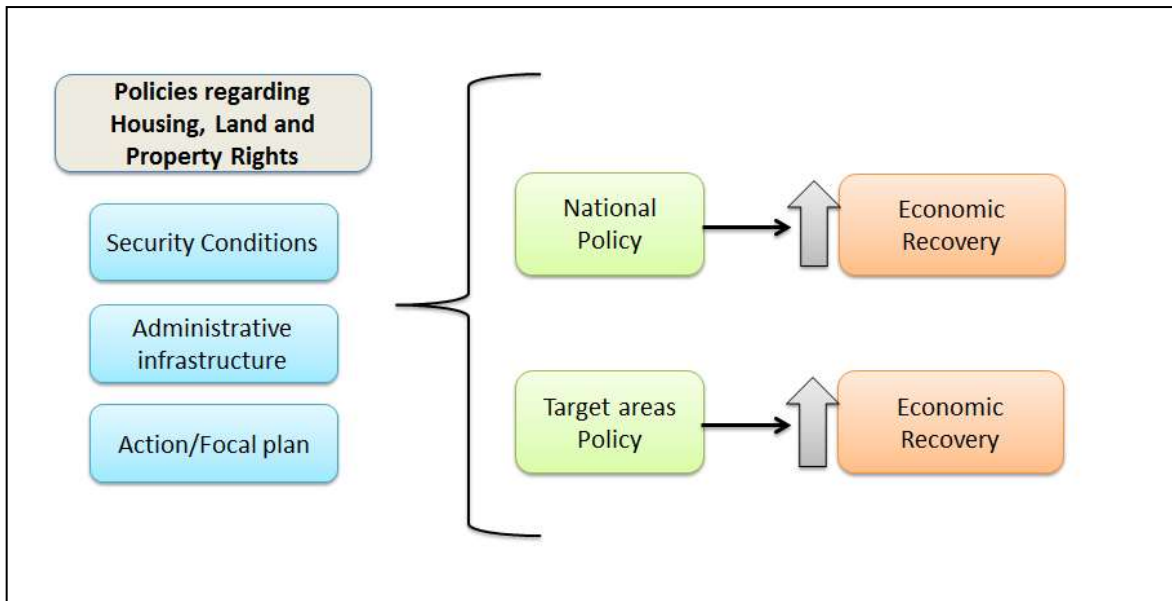 Policies regarding
Housing, Land and
Property Rights
Security Conditions
Administrative
infrastructure
Action/Focal plan
National
Policy
Economic
Recovery
Target areas
Policy
Economic
Recovery